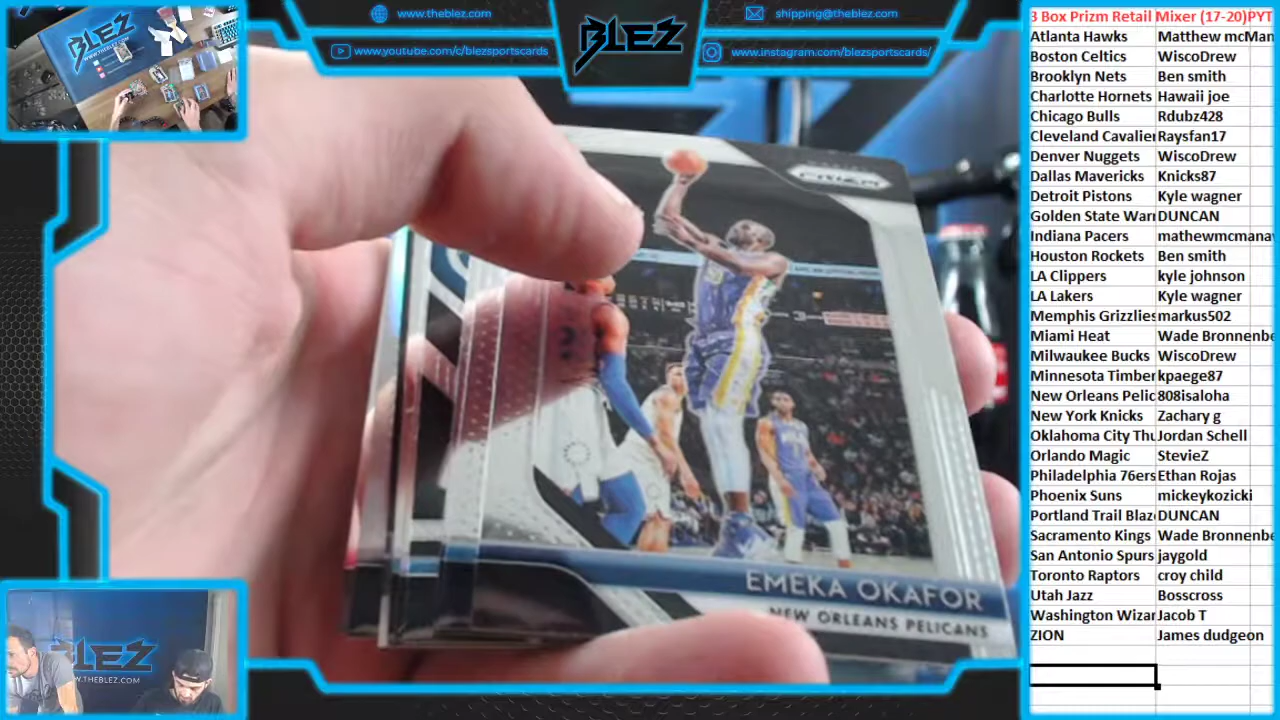 www.theblez.com
shipping@theblez.com
www.youtube.com/c/blezsportscards
BLEZ
www.instagram.com/blezsportscards/
PRIZM
EMEKA OKAFOR
NEW ORLEANS PELICANS
BLEZ
WWW.THEBLEZ.COM
3 Box Prizm Retail Mixer (17-20)PYT
Atlanta Hawks Matthew mcMan
Boston Celtics WiscoDrew
Brooklyn Nets Ben smith
Charlotte Hornets Hawaii joe
Chicago Bulls Rdubz428
Cleveland Cavalier Raysfan17
Denver Nuggets WiscoDrew
Dallas Mavericks Knicks87
Detroit Pistons Kyle wagner
Golden State Warr DUNCAN
Indiana Pacers mathewmcmanav
Houston Rockets Ben smith
LA Clippers kyle johnson
LA Lakers Kyle wagner
Memphis Grizzlies markus502
Miami Heat Wade Bronnenbe
Milwaukee Bucks WiscoDrew
Minnesota Timber kpaege87
New Orleans Pelic 808isaloha
New York Knicks Zachary g
Oklahoma City Thu Jordan Schell
Orlando Magic StevieZ
Philadelphia 76ers Ethan Rojas
Phoenix Suns mickeykozicki
Portland Trail Blaz DUNCAN
Sacramento Kings Wade Bronnenbe
San Antonio Spurs jaygold
Toronto Raptors croy child
Utah Jazz Bosscross
Washington Wizar Jacob T
ZION James dudgeon